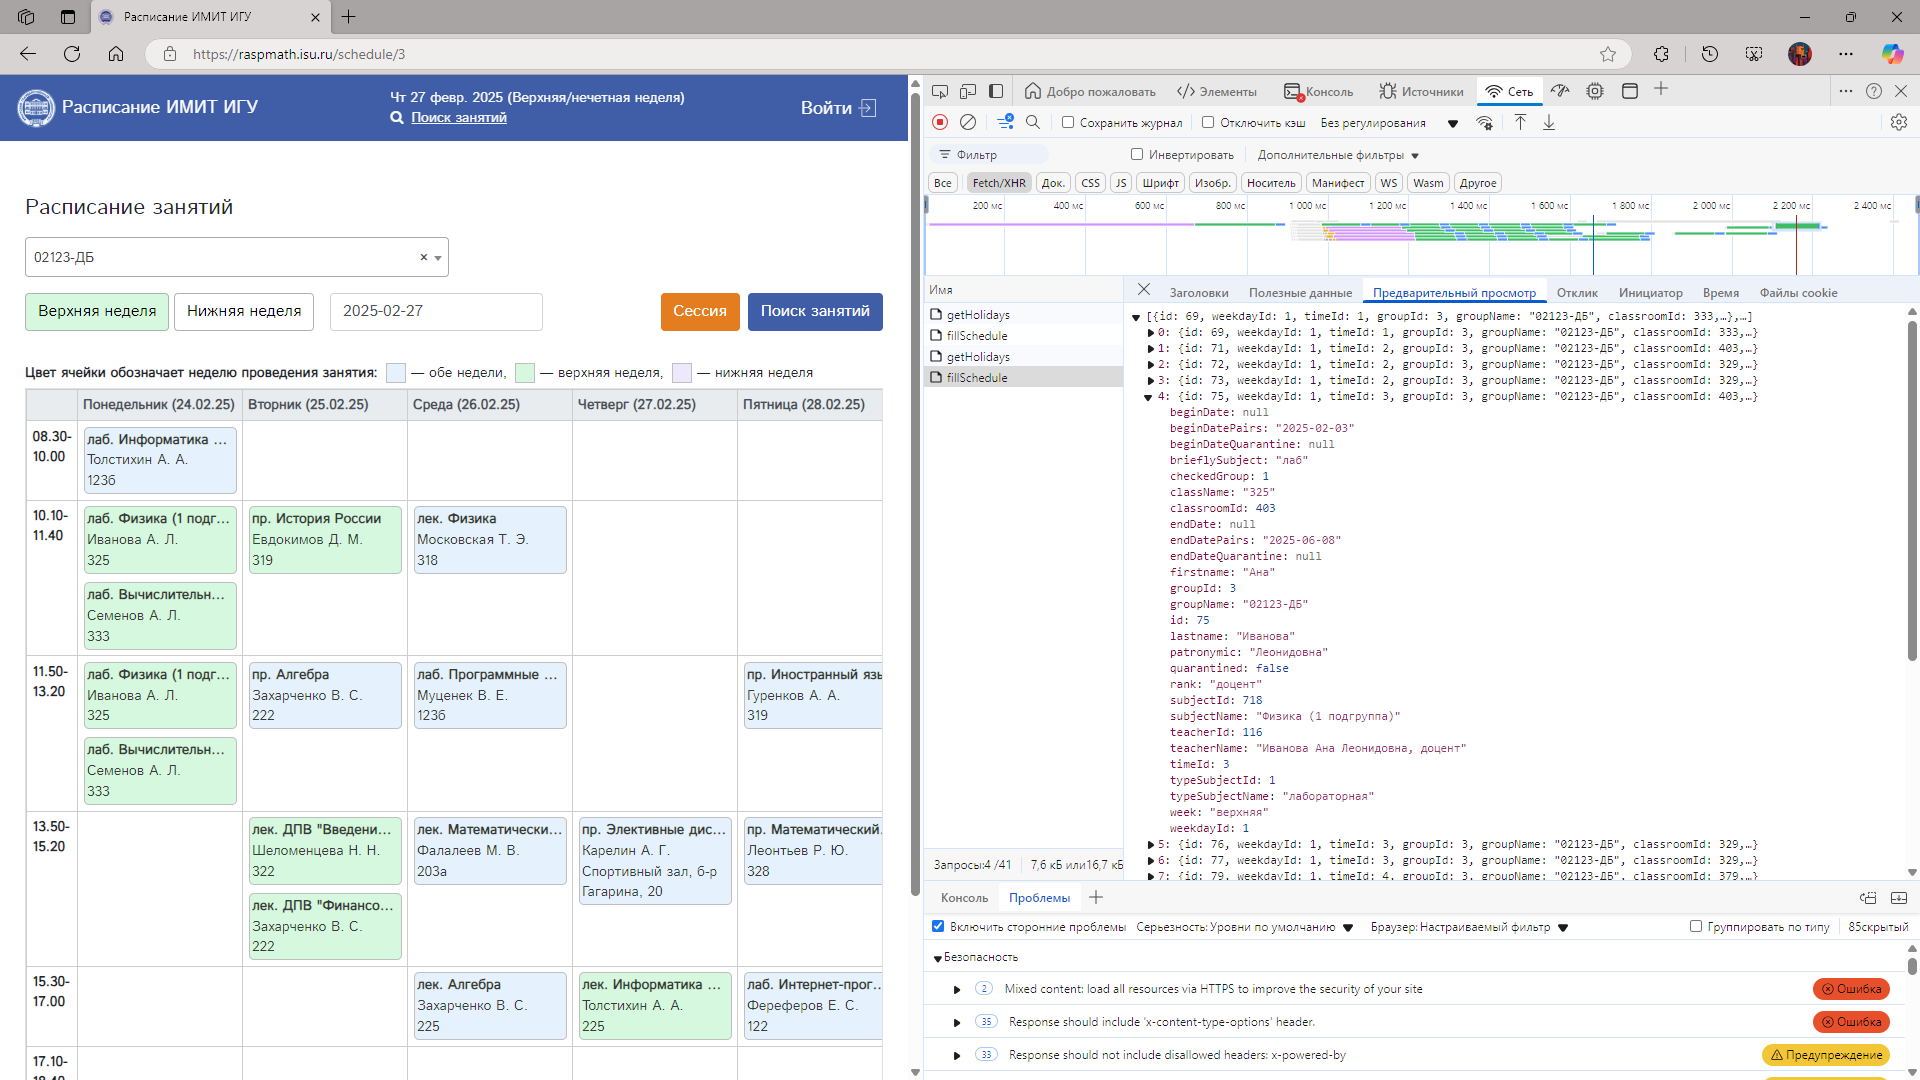 Расписание ИМИТ ИГУ
https://raspmath.isu.ru/schedule/3
Расписание ИМИТ ИГУ
Чт 27 февр. 2025 (Верхняя/нечетная неделя)
Поиск занятий
Войти
Расписание занятий
02123-ДБ
Верхняя неделя
Нижняя неделя
2025-02-27
Сессия
Поиск занятий
Цвет ячейки обозначает неделю проведения занятия: — обе недели, — верхняя неделя, — нижняя неделя
Понедельник (24.02.25) Вторник (25.02.25) Среда (26.02.25) Четверг (27.02.25) Пятница (28.02.25)
08.30-
10.00
лаб. Информатика ...
Толстихин А. А.
123б
10.10-
11.40
лаб. Физика (1 подг...
Иванова А. Л.
325
лаб. Вычислительн...
Семенов А. Л.
333
пр. История России
Евдокимов Д. М.
319
лек. Физика
Московская Т. Э.
318
11.50-
13.20
лаб. Физика (1 подг...
Иванова А. Л.
325
лаб. Вычислительн...
Семенов А. Л.
333
пр. Алгебра
Захарченко В. С.
222
лаб. Программные ...
Муценек В. Е.
123б
пр. Иностранный язы
Гуренков А. А.
319
13.50-
15.20
лек. ДПВ "Введени...
Шеломенцева Н. Н.
322
лек. ДПВ "Финансо...
Захарченко В. С.
222
лек. Математически...
Фалалеев М. В.
203а
пр. Элективные дис...
Карелин А. Г.
Спортивный зал, б-р
Гагарина, 20
пр. Математический.
Леонтьев Р. Ю.
328
15.30-
17.00
лек. Алгебра
Захарченко В. С.
225
лек. Информатика ...
Толстихин А. А.
225
лаб. Интернет-прог...
Фереферов Е. С.
122
17.10-
Добро пожаловать
Элементы
Консоль
Источники
Сеть
Сохранить журнал
Отключить кэш
Без регулирования
Фильтр
Инвертировать
Дополнительные фильтры
Все Fetch/XHR Док. CSS JS Шрифт Изобр. Носитель Манифест WS Wasm Другое
200 мс 400 мс 600 мс 800 мс 1 000 мс 1 200 мс 1 400 мс 1 600 мс 1 800 мс 2 000 мс 2 200 мс 2 400 мс
Имя
getHolidays
fillSchedule
getHolidays
fillSchedule
Запросы:4 /41
7,6 кБ или16,7 кБ
Заголовки Полезные данные Предварительный просмотр Отклик Инициатор Время Файлы cookie
[{id: 69, weekdayId: 1, timeId: 1, groupId: 3, groupName: "02123-ДБ", classroomId: 333,…},…]
0: {id: 69, weekdayId: 1, timeId: 1, groupId: 3, groupName: "02123-ДБ", classroomId: 333,…}
1: {id: 71, weekdayId: 1, timeId: 2, groupId: 3, groupName: "02123-ДБ", classroomId: 403,…}
2: {id: 72, weekdayId: 1, timeId: 2, groupId: 3, groupName: "02123-ДБ", classroomId: 329,…}
3: {id: 73, weekdayId: 1, timeId: 2, groupId: 3, groupName: "02123-ДБ", classroomId: 329,…}
4: {id: 75, weekdayId: 1, timeId: 3, groupId: 3, groupName: "02123-ДБ", classroomId: 403,…}
beginDate: null
beginDatePairs: "2025-02-03"
beginDateQuarantine: null
brieflySubject: "лаб"
checkedGroup: 1
className: "325"
classroomId: 403
endDate: null
endDatePairs: "2025-06-08"
endDateQuarantine: null
firstname: "Ана"
groupId: 3
groupName: "02123-ДБ"
id: 75
lastname: "Иванова"
patronymic: "Леонидовна"
quarantined: false
rank: "доцент"
subjectId: 718
subjectName: "Физика (1 подгруппа)"
teacherId: 116
teacherName: "Иванова Ана Леонидовна, доцент"
timeId: 3
typeSubjectId: 1
typeSubjectName: "лабораторная"
week: "верхняя"
weekdayId: 1
5: {id: 76, weekdayId: 1, timeId: 3, groupId: 3, groupName: "02123-ДБ", classroomId: 329,…}
6: {id: 77, weekdayId: 1, timeId: 3, groupId: 3, groupName: "02123-ДБ", classroomId: 329,…}
7: {id: 79, weekdayId: 1, timeId: 4, groupId: 3, groupName: "02123-ДБ", classroomId: 379,…}
Консоль
Проблемы
Включить сторонние проблемы
Серьезность: Уровни по умолчанию
Браузер: Настраиваемый фильтр
Группировать по типу
85скрытый
Безопасность
2 Mixed content: load all resources via HTTPS to improve the security of your site
Ошибка
35 Response should include 'x-content-type-options' header.
Ошибка
33 Response should not include disallowed headers: x-powered-by
Предупреждение